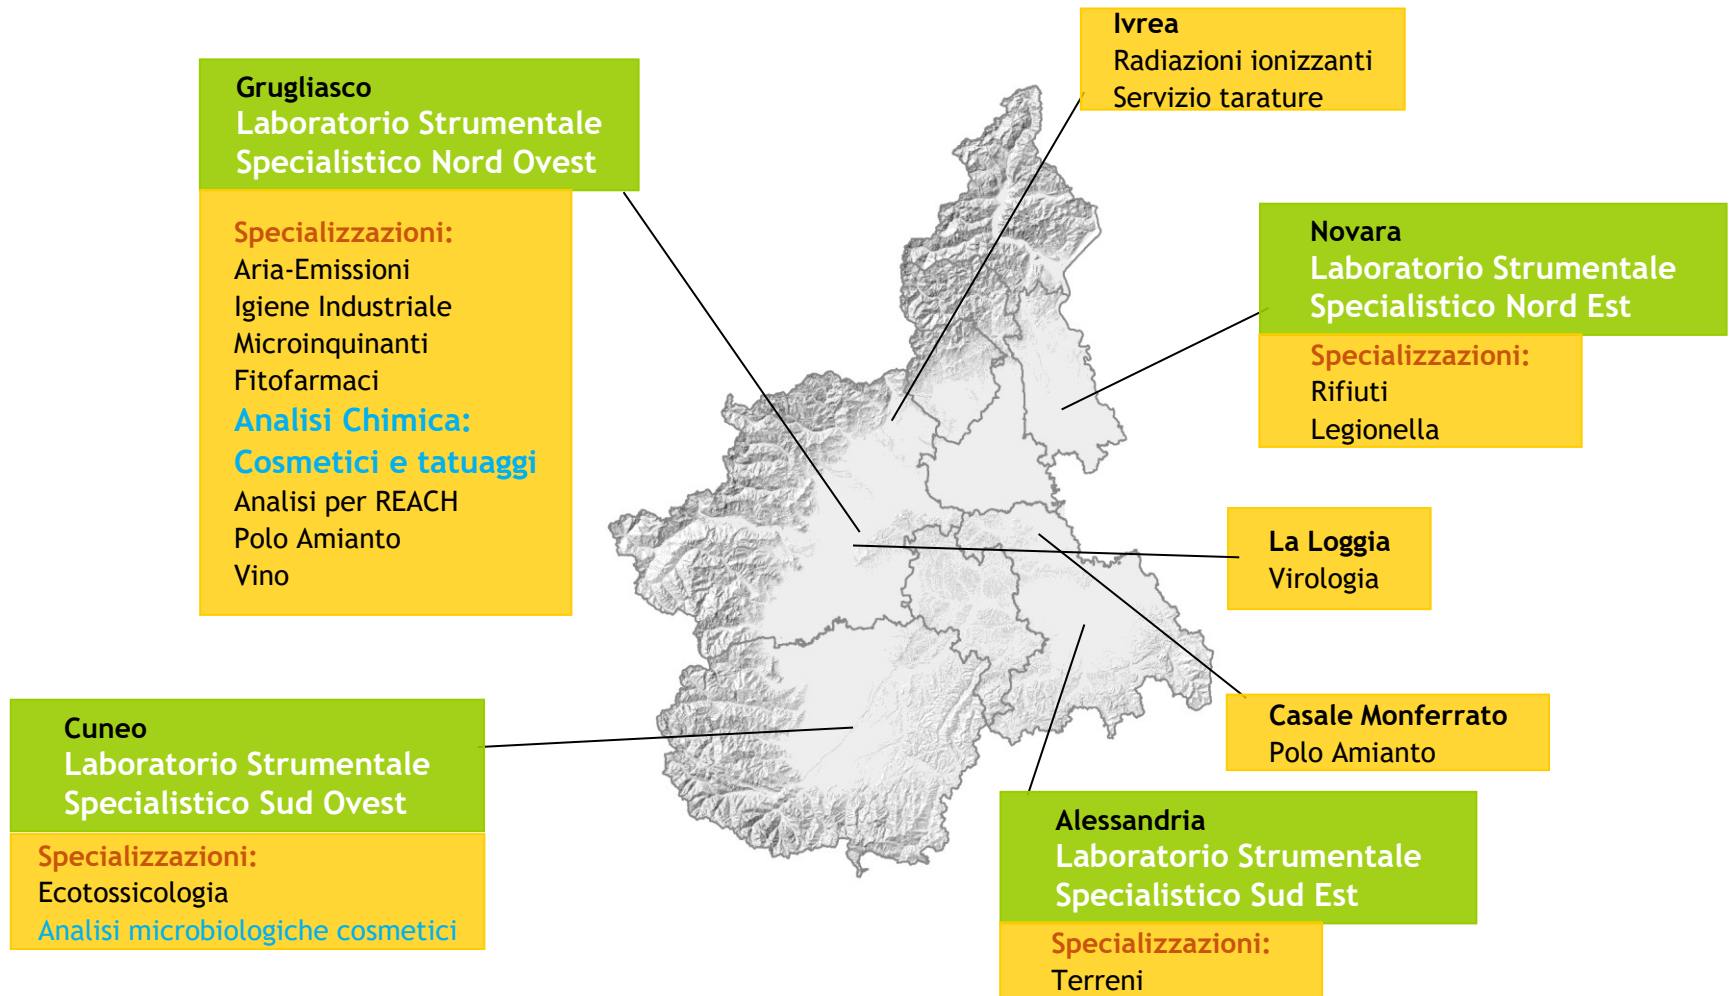 Ivrea
Radiazioni ionizzanti
Servizio tarature
Grugliasco
Laboratorio Strumentale
Specialistico Nord Ovest
Specializzazioni:
Aria-Emissioni
Igiene Industriale
Microinquinanti
Fitofarmaci
Analisi Chimica:
Cosmetici e tatuaggi
Analisi per REACH
Polo Amianto
Vino
Novara
Laboratorio Strumentale
Specialistico Nord Est
Specializzazioni:
Rifiuti
Legionella
La Loggia
Virologia
Casale Monferrato
Polo Amianto
Cuneo
Laboratorio Strumentale
Specialistico Sud Ovest
Specializzazioni:
Ecotossicologia
Analisi microbiologiche cosmetici
Alessandria
Laboratorio Strumentale
Specialistico Sud Est
Specializzazioni:
Terreni